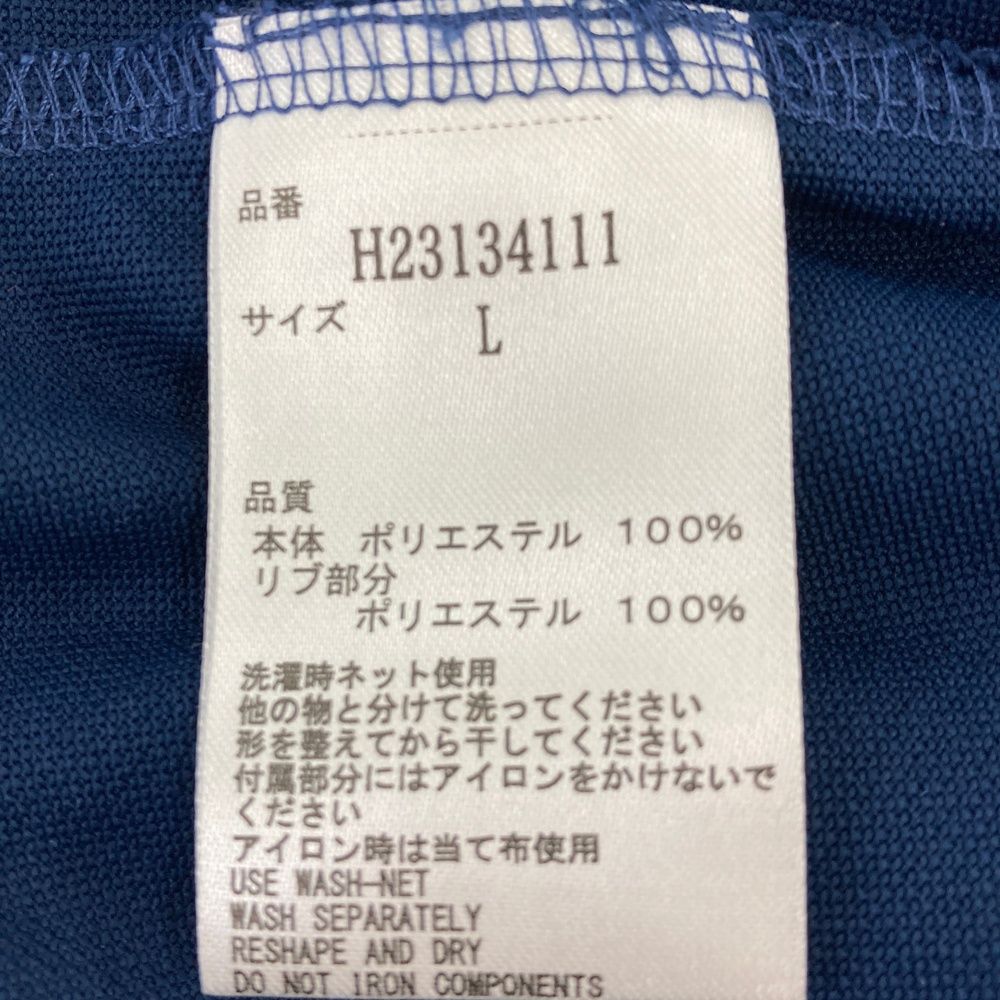 品番
H23134111
サイズ L
品質
本体 ポリエステル 100%
リブ部分
ポリエステル 100%
洗濯時ネット使用
他の物と分けて洗ってください
形を整えてから干してください
付属部分にはアイロンをかけないで
ください
アイロン時は当て布使用
USE WASH-NET
WASH SEPARATELY
RESHAPE AND DRY
DO NOT IRON COMPONENTS